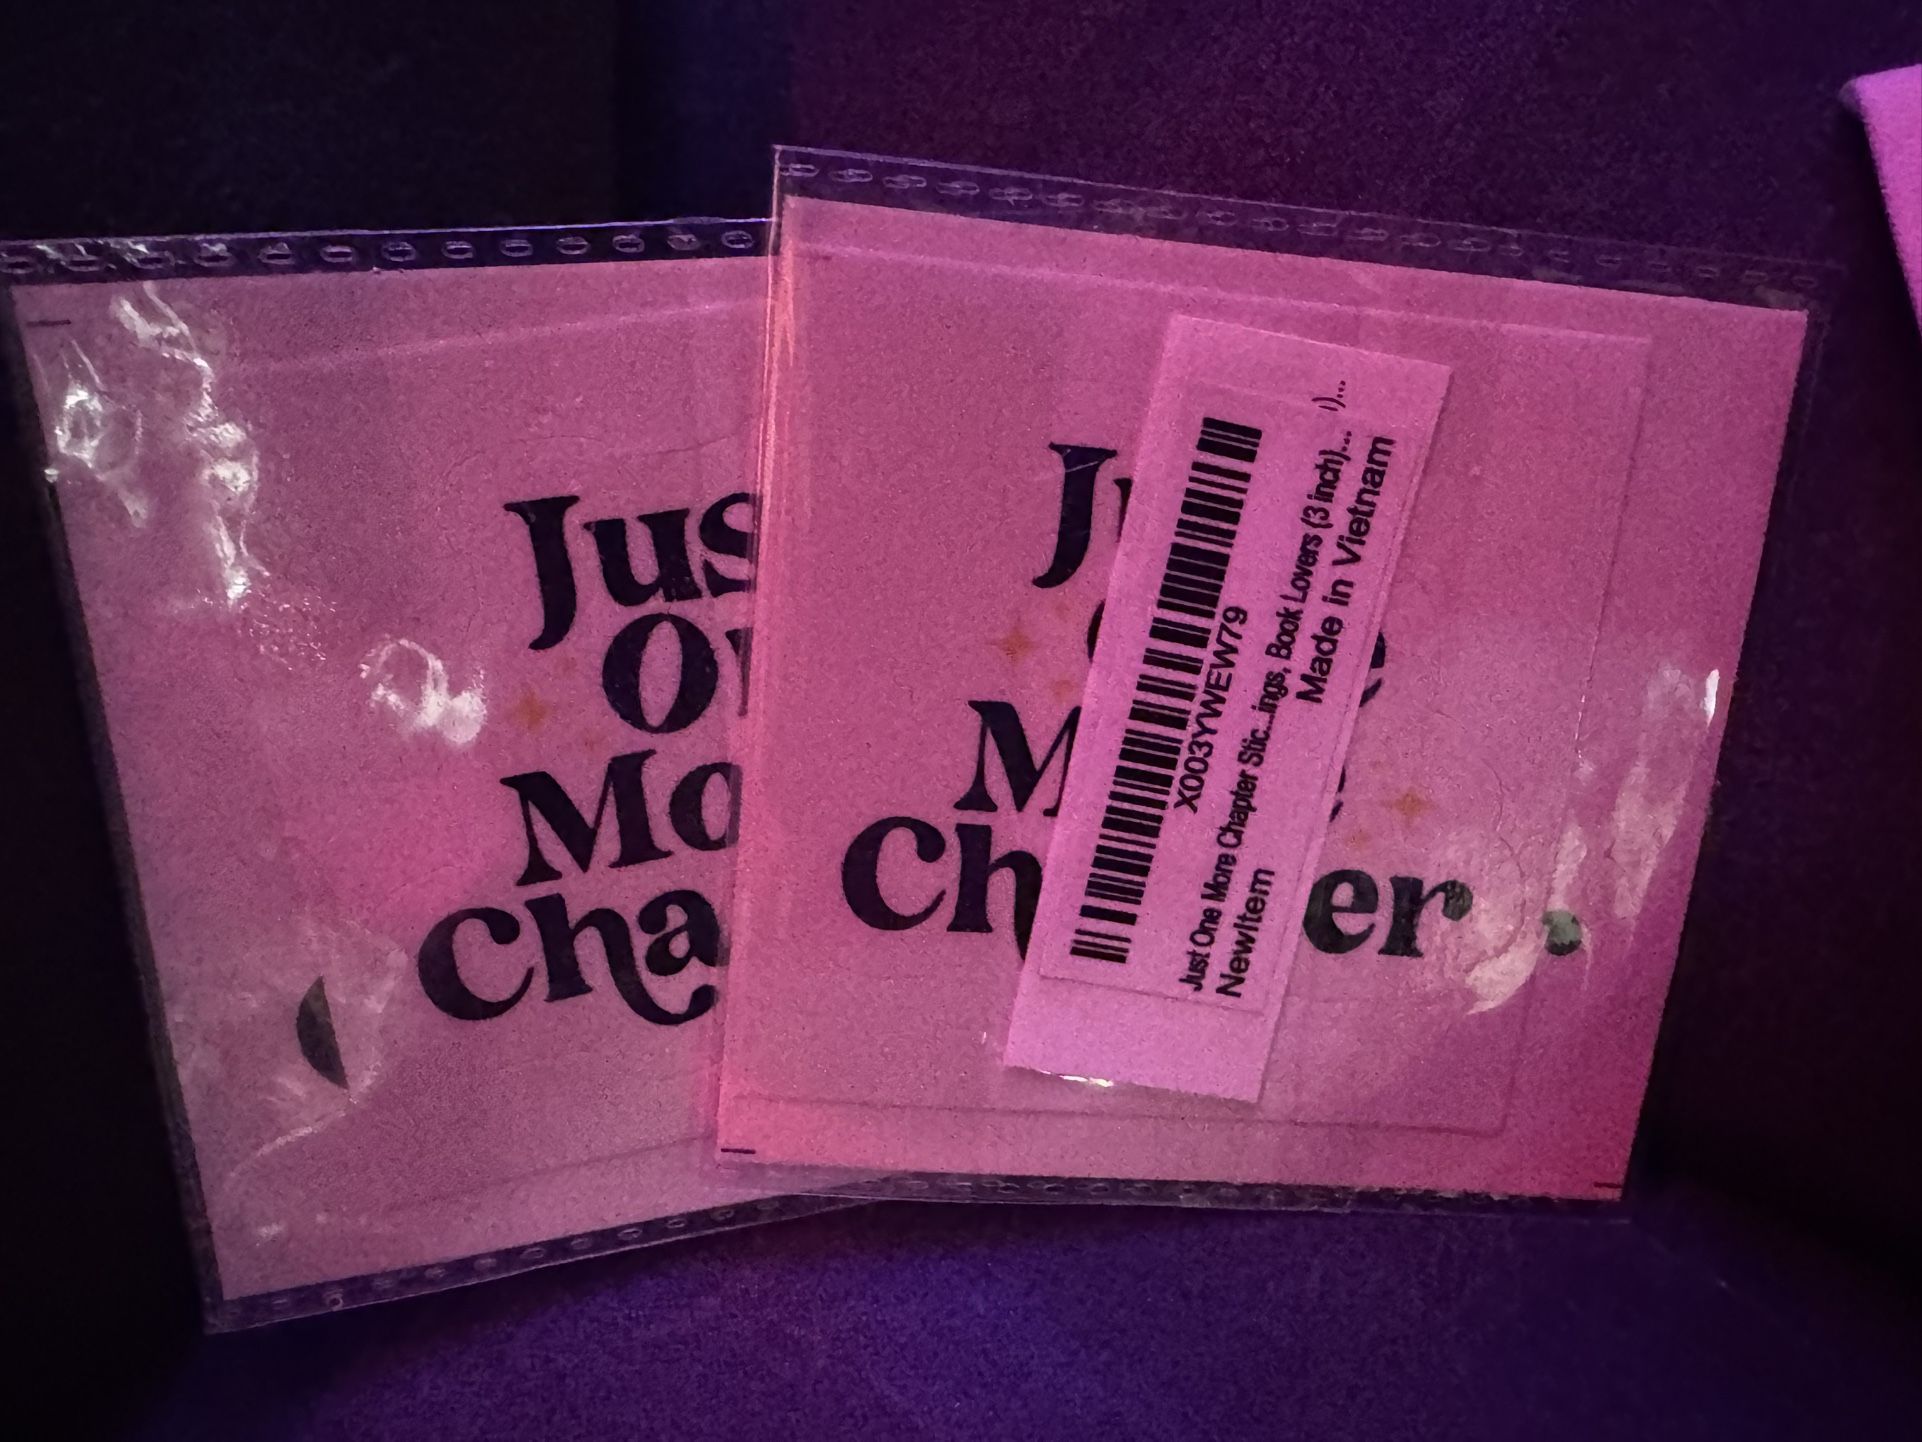 Jus
O
Mo
Cha
J
M
Ch er
X003YWEW79
Just One More Chapter Stic...ings, Book Lovers (3 inch)...
NewItem
Made in Vietnam